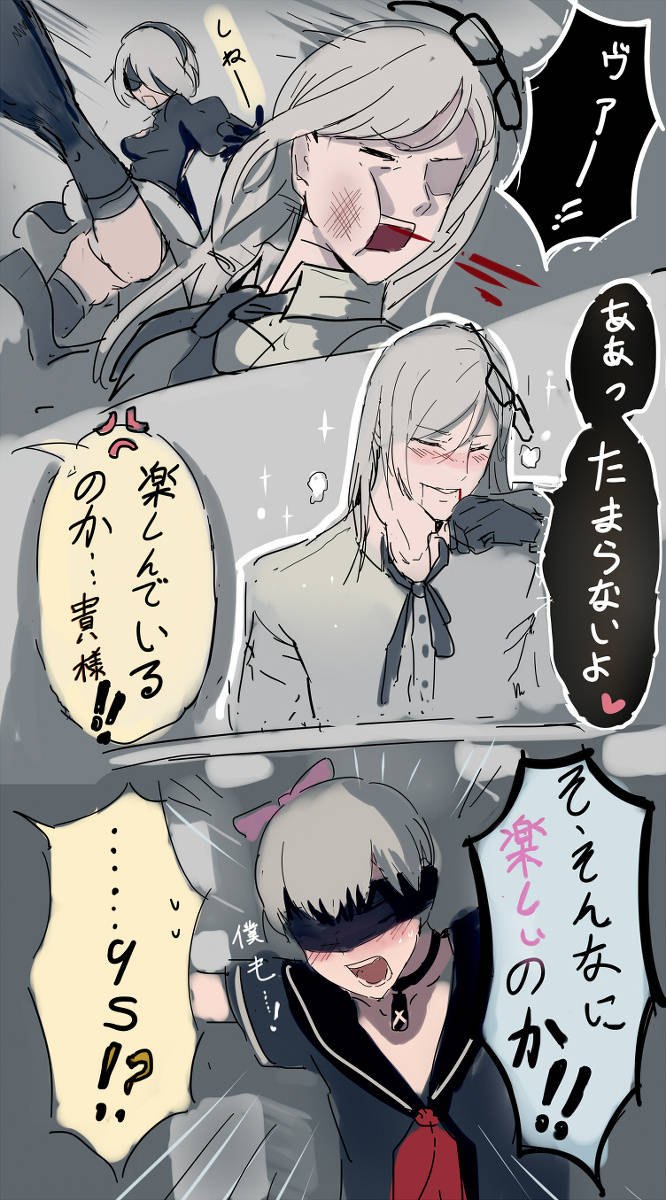 ヴァー!!
しねー
ああっ
たまらないよ♥
楽しんでいる
のか…貴様!!
そ、そんなに
楽しい
のか!!
僕も……!
……9S!?